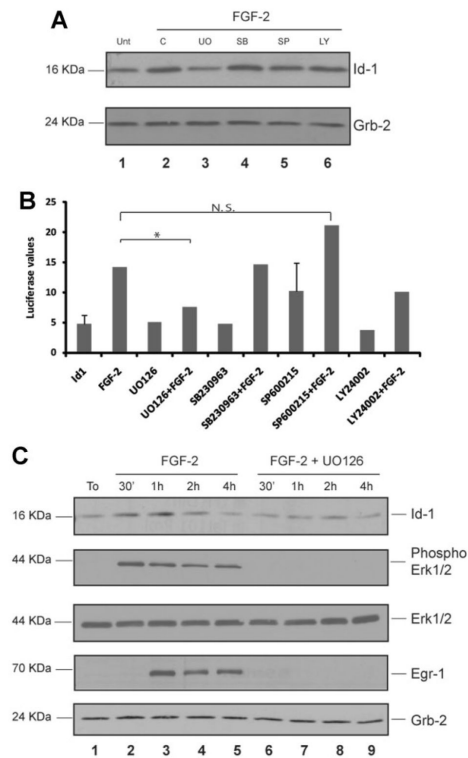 A
FGF-2
Unt C UO SB SP LY
16 KDa Id-1
24 KDa Grb-2
1 2 3 4 5 6
B
Luciferase values
25
20
15
10
5
0
N.S.
*
Id1
FGF-2
UO126
UO126+FGF-2
SB230963
SB230963+FGF-2
SP600215
SP600215+FGF-2
LY24002
LY24002+FGF-2
C
FGF-2 FGF-2 + UO126
To 30' 1h 2h 4h 30' 1h 2h 4h
16 KDa Id-1
44 KDa Phospho
Erk1/2
44 KDa Erk1/2
70 KDa Egr-1
24 KDa Grb-2
1 2 3 4 5 6 7 8 9